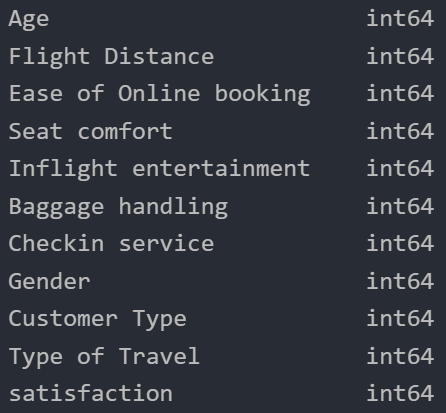 Age int64
Flight Distance int64
Ease of Online booking int64
Seat comfort int64
Inflight entertainment int64
Baggage handling int64
Checkin service int64
Gender int64
Customer Type int64
Type of Travel int64
satisfaction int64